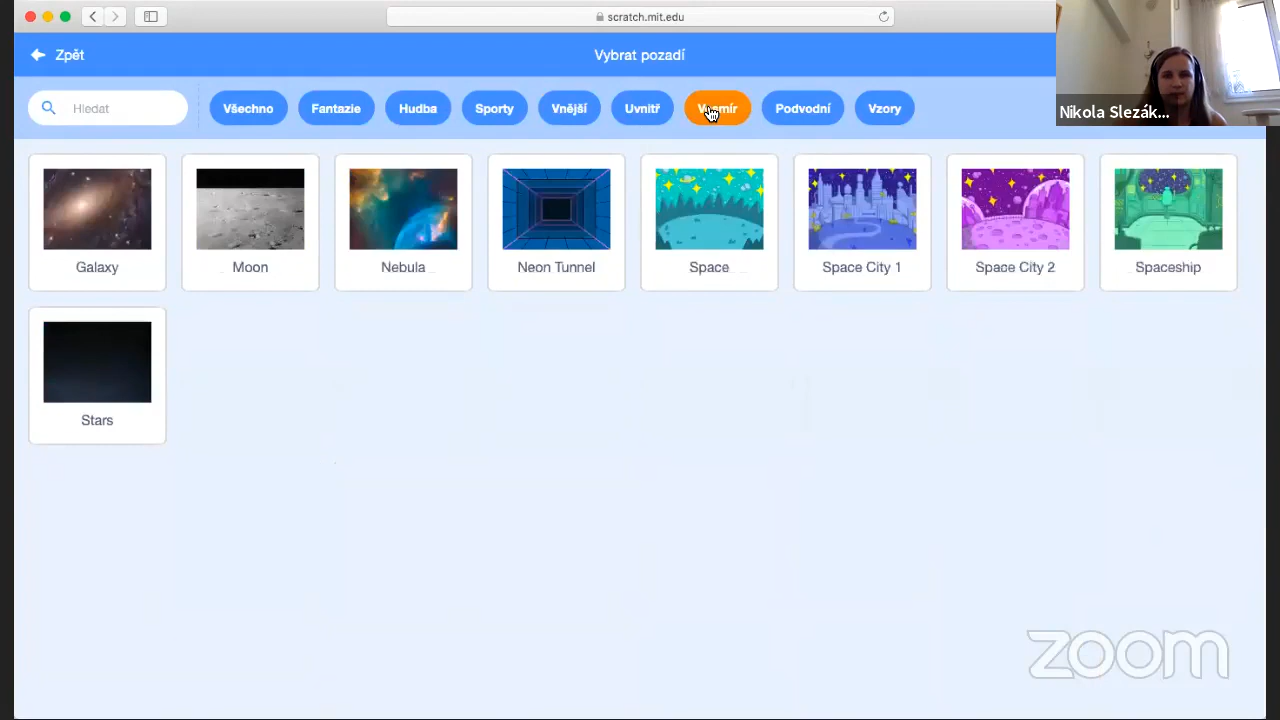 scratch.mit.edu
Zpět
Vybrat pozadí
Hledat
Všechno
Fantazie
Hudba
Sporty
Vnější
Uvnitř
Podvodní
Vzory
Nikola Slezák...
Galaxy
Moon
Nebula
Neon Tunnel
Space
Space City 1
Space City 2
Spaceship
Stars
zoom